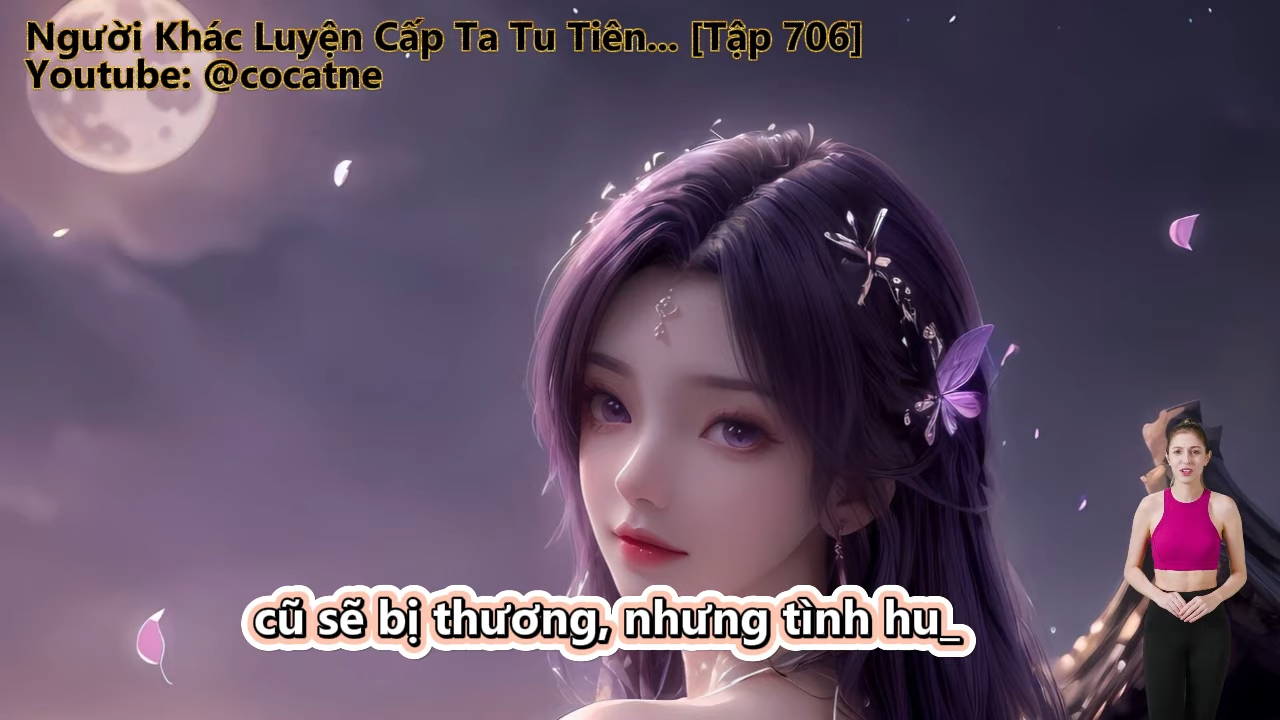 Người Khác Luyện Cấp Ta Tu Tiên... [Tập 706]
Youtube: @cocatne
cũ sẽ bị thương, nhưng tình hu_